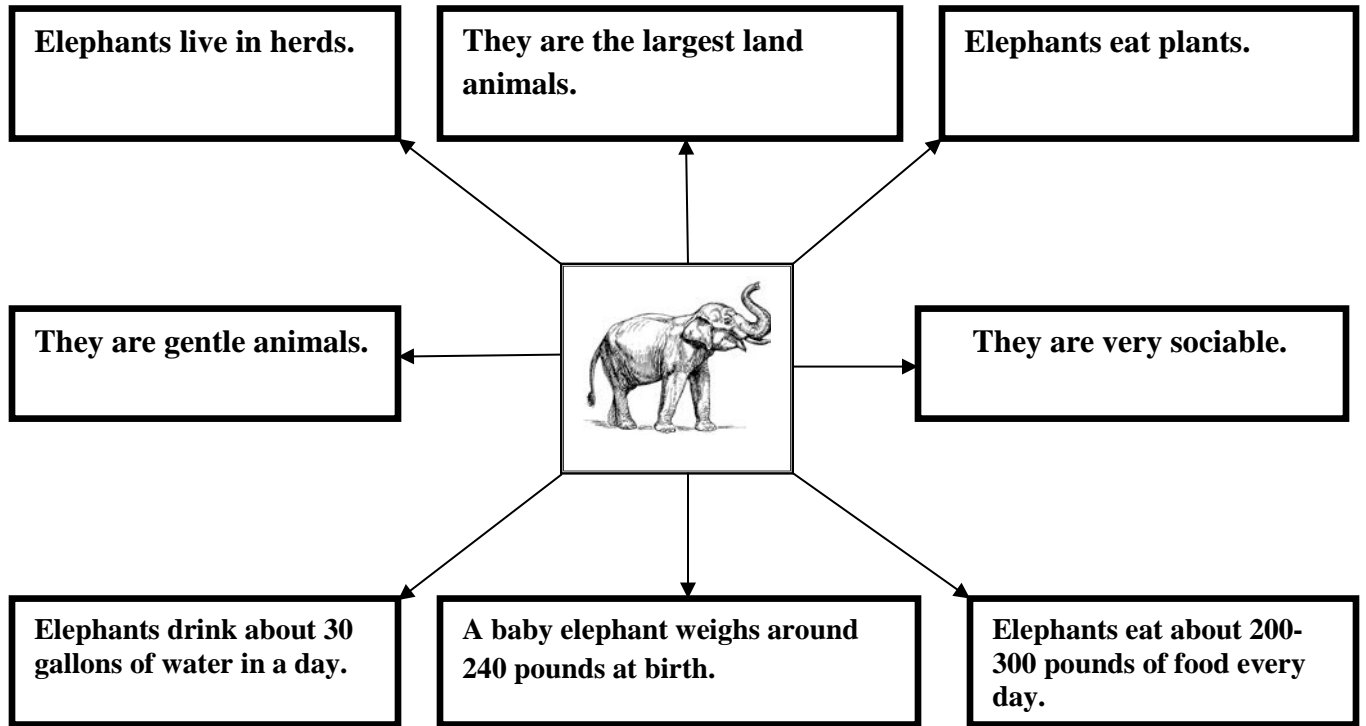 Elephants live in herds.
They are the largest land
animals.
Elephants eat plants.
They are gentle animals.
They are very sociable.
Elephants drink about 30
gallons of water in a day.
A baby elephant weighs around
240 pounds at birth.
Elephants eat about 200-
300 pounds of food every
day.